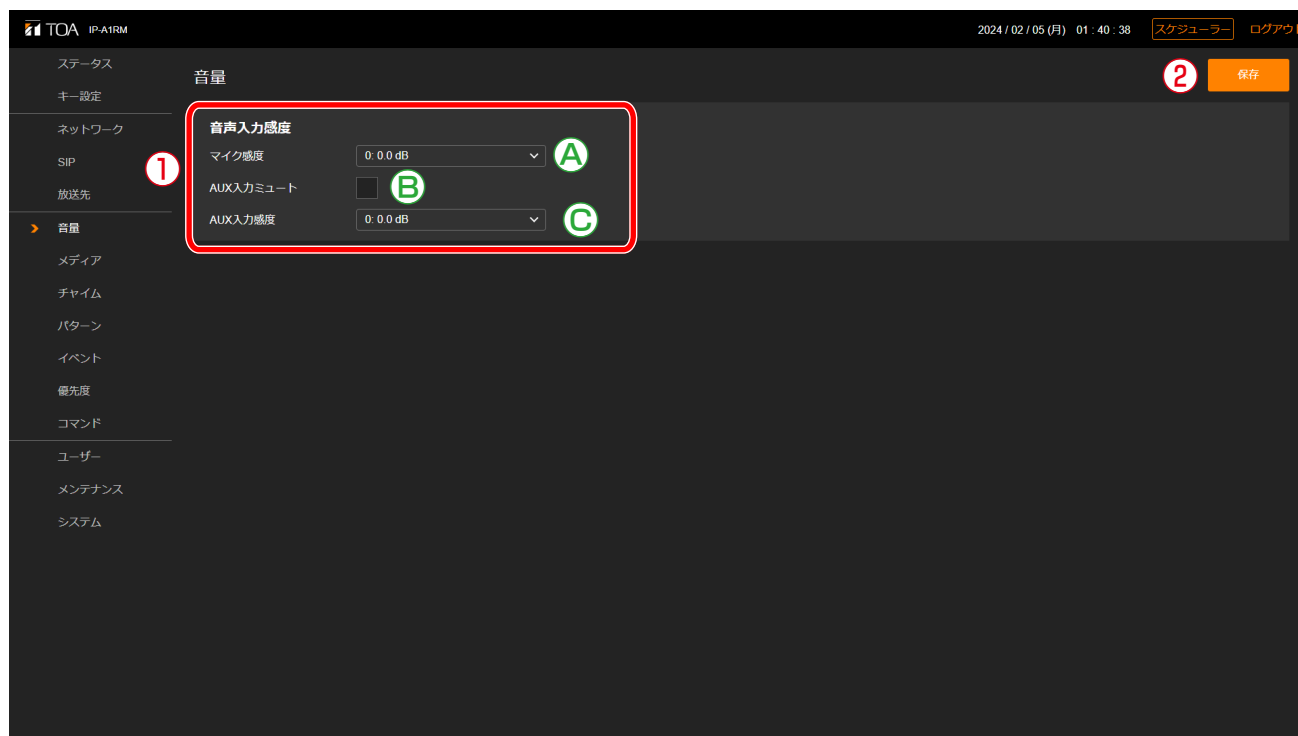 TOA IP-A1RM
2024 / 02 / 05 (月) 01 : 40 : 38
スケジューラー
ログアウト
ステータス
キー設定
ネットワーク
SIP
放送先
音量
メディア
チャイム
パターン
イベント
優先度
コマンド
ユーザー
メンテナンス
システム
音量
2
保存
1
音声入力感度
マイク感度 0: 0.0 dB A
AUX入力ミュート B
AUX入力感度 0: 0.0 dB C